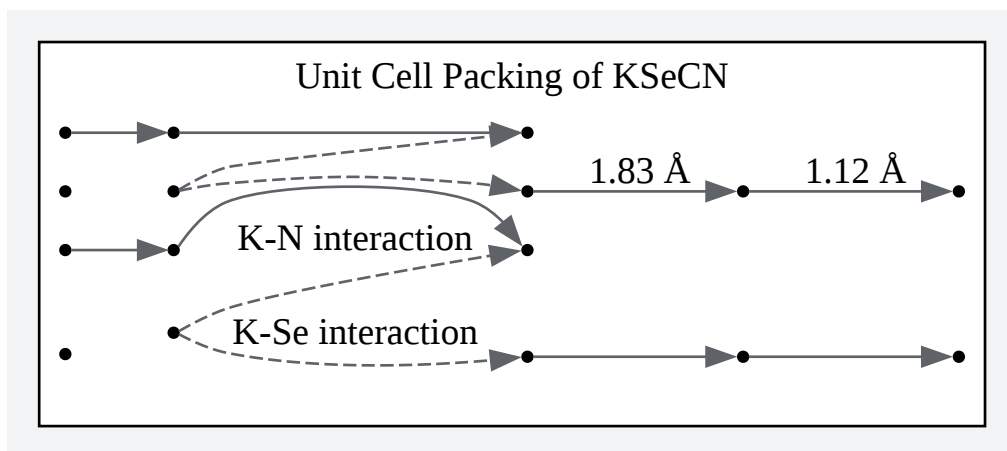 Unit Cell Packing of KSeCN
1.83 Å
1.12 Å
K-N interaction
K-Se interaction